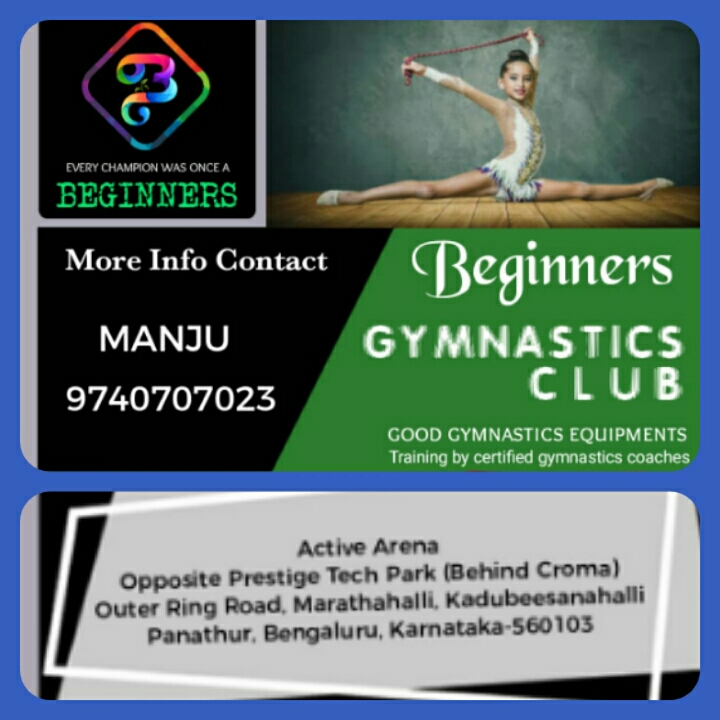 EVERY CHAMPION WAS ONCE A
BEGINNERS
More Info Contact
MANJU
9740707023
Beginners
GYMNASTICS
CLUB
GOOD GYMNASTICS EQUIPMENTS
Training by certified gymnastics coaches
Active Arena
Opposite Prestige Tech Park (Behind Croma)
Outer Ring Road, Marathahalli, Kadubeesanahalli
Panathur, Bengaluru, Karnataka-560103